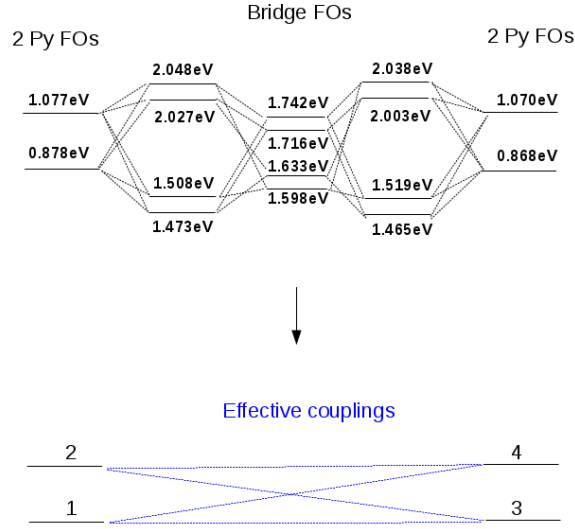 Bridge FOs
2 Py FOs
2 Py FOs
2.048eV
2.038eV
1.077eV
1.742eV
1.070eV
2.027eV
2.003eV
1.716eV
0.878eV
1.633eV
0.868eV
1.508eV
1.519eV
1.598eV
1.473eV
1.465eV
Effective couplings
2
4
1
3